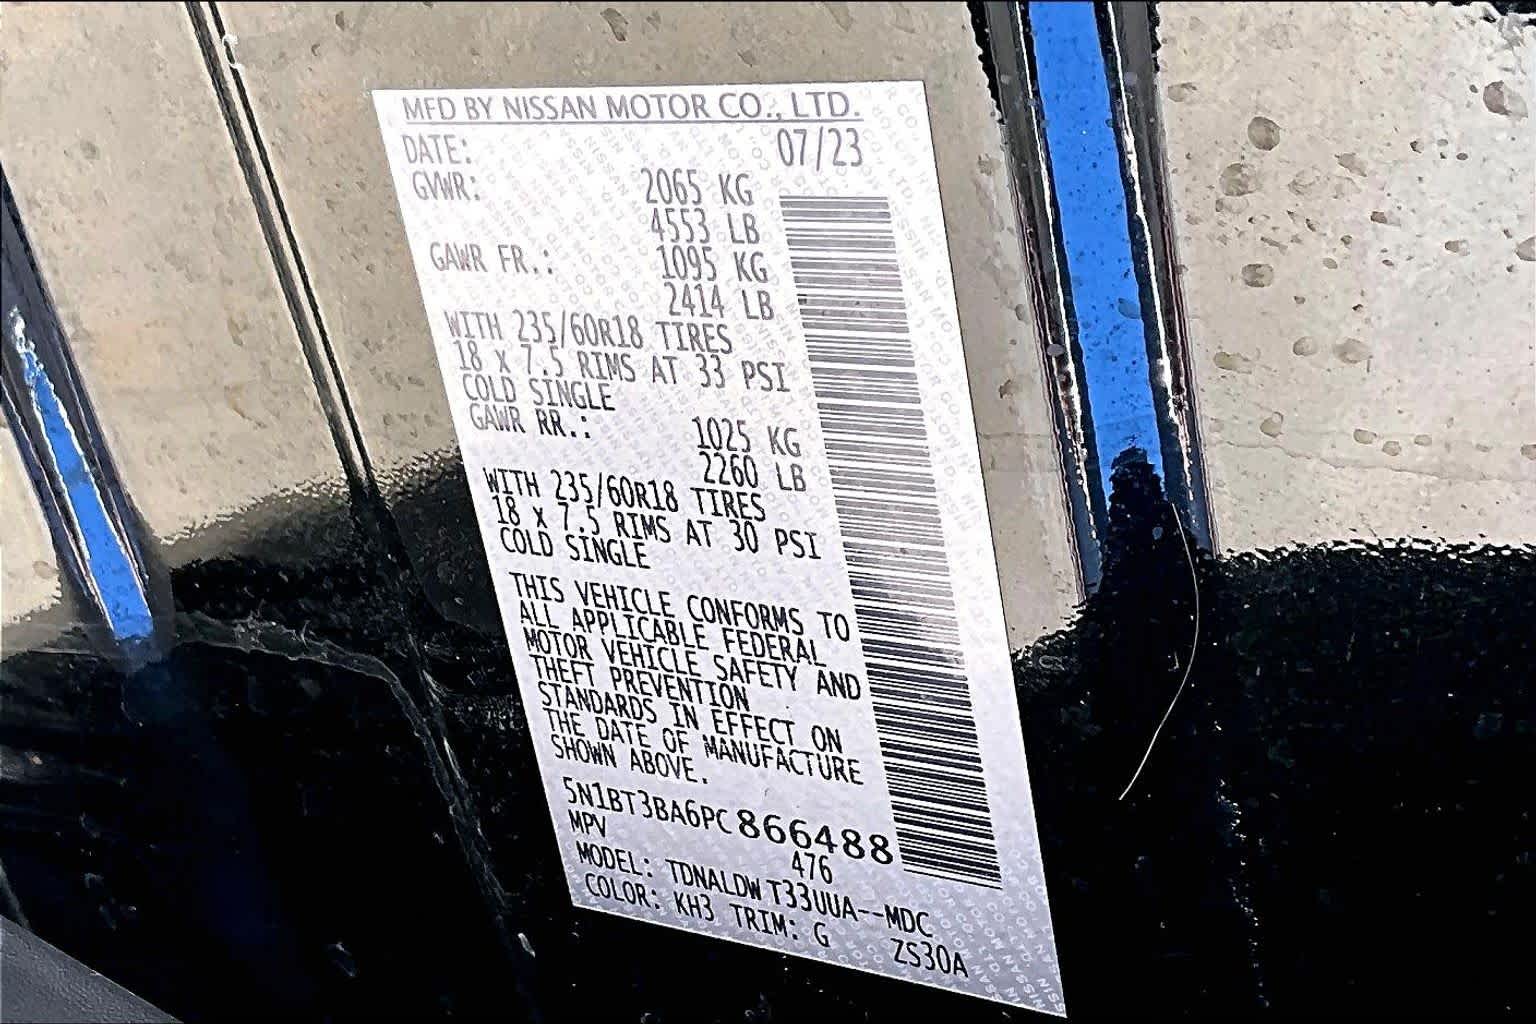 MFD BY NISSAN MOTOR CO., LTD.
DATE: 07/23
GVWR: 2065 KG
4553 LB
GAWR FR.: 1095 KG
2414 LB
WITH 235/60R18 TIRES
18 X 7.5 RIMS AT 33 PSI
COLD SINGLE
GAWR RR.: 1025 KG
2260 LB
WITH 235/60R18 TIRES
18 X 7.5 RIMS AT 30 PSI
COLD SINGLE
THIS VEHICLE CONFORMS TO
ALL APPLICABLE FEDERAL
MOTOR VEHICLE SAFETY AND
THEFT PREVENTION
STANDARDS IN EFFECT ON
THE DATE OF MANUFACTURE
SHOWN ABOVE.
5N1BT3BA6PC866488
MPV 476
MODEL: TDNALDW T33UUA--MDC
COLOR: KH3 TRIM: G ZS30A